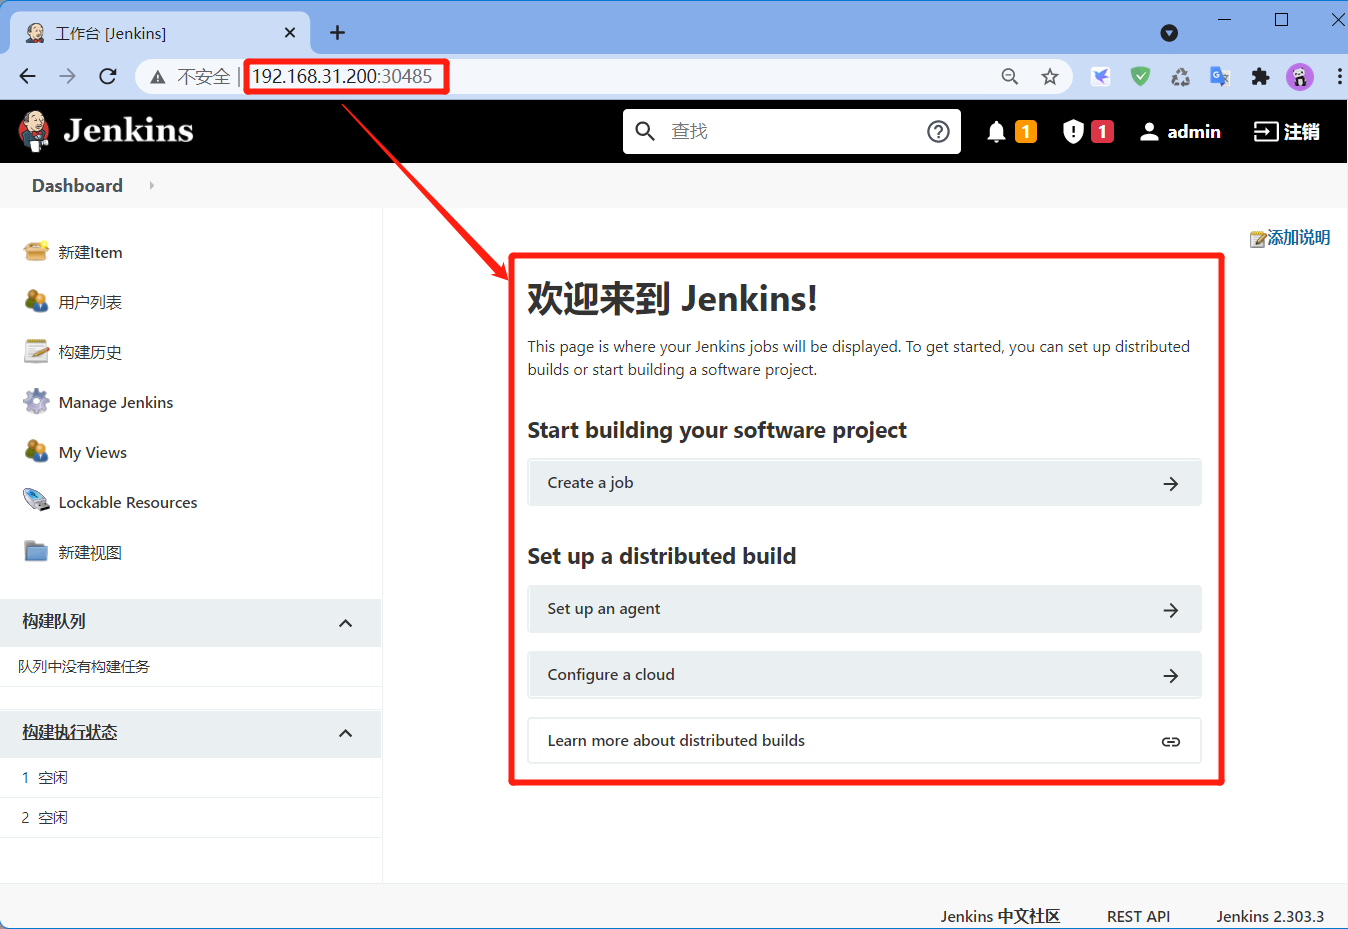 工作台 [Jenkins]
不安全 | 192.168.31.200:30485
Jenkins
查找
1
1
admin
注销
Dashboard
添加说明
新建Item
用户列表
构建历史
Manage Jenkins
My Views
Lockable Resources
新建视图
构建队列
队列中没有构建任务
构建执行状态
1 空闲
2 空闲
欢迎来到 Jenkins!
This page is where your Jenkins jobs will be displayed. To get started, you can set up distributed
builds or start building a software project.
Start building your software project
Create a job
Set up a distributed build
Set up an agent
Configure a cloud
Learn more about distributed builds
Jenkins 中文社区
REST API
Jenkins 2.303.3